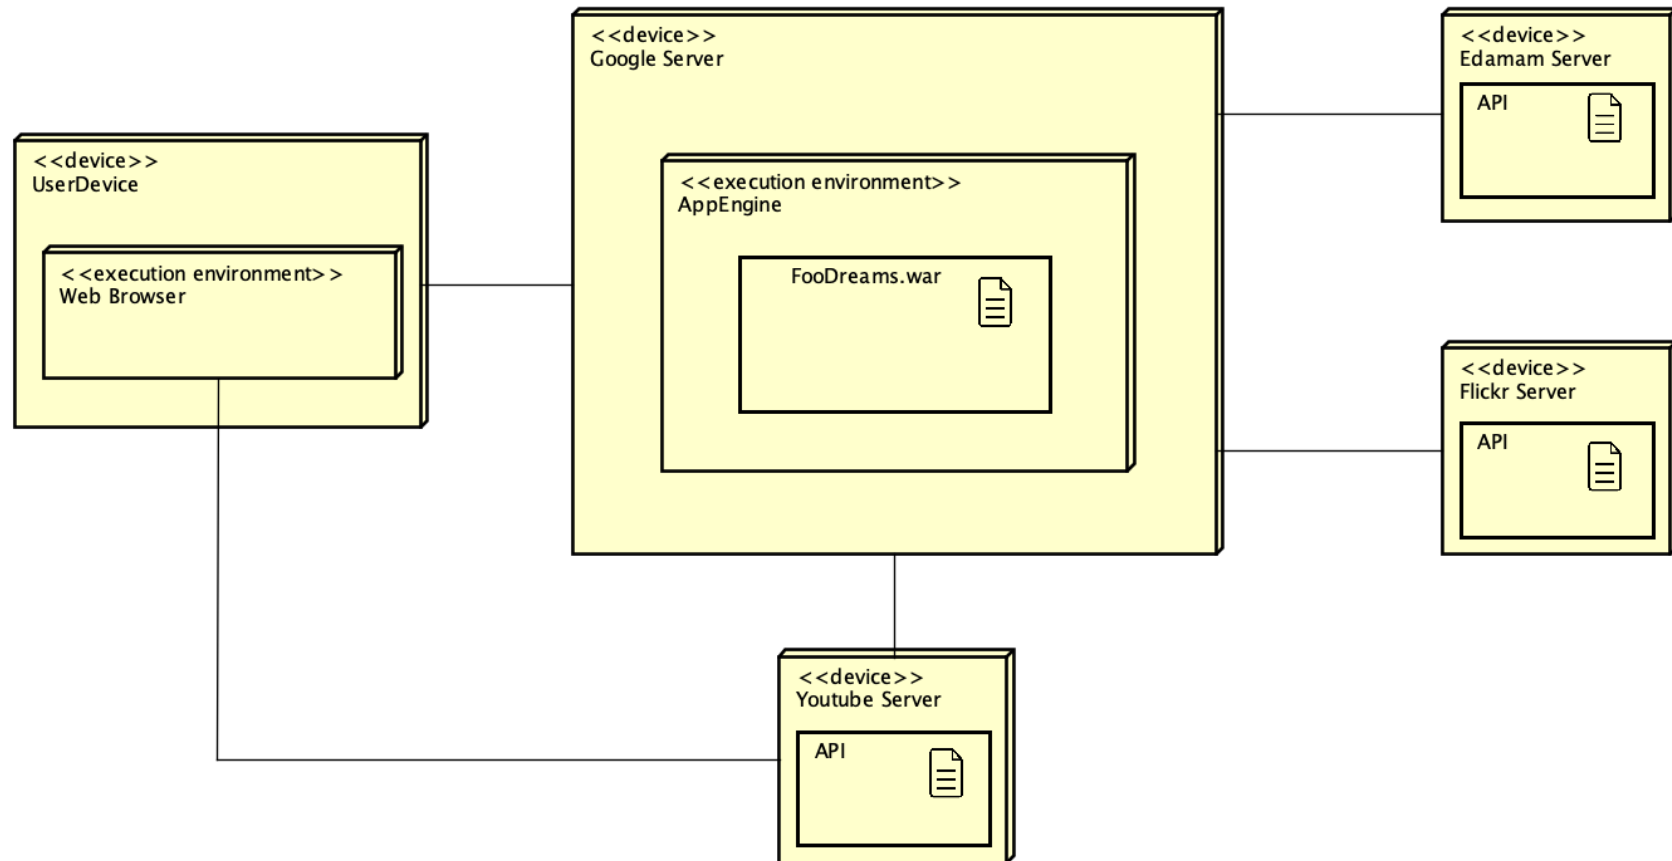 <<device>>
UserDevice
<<execution environment>>
Web Browser
<<device>>
Google Server
<<execution environment>>
AppEngine
FooDreams.war
<<device>>
Edamam Server
API
<<device>>
Flickr Server
API
<<device>>
Youtube Server
API